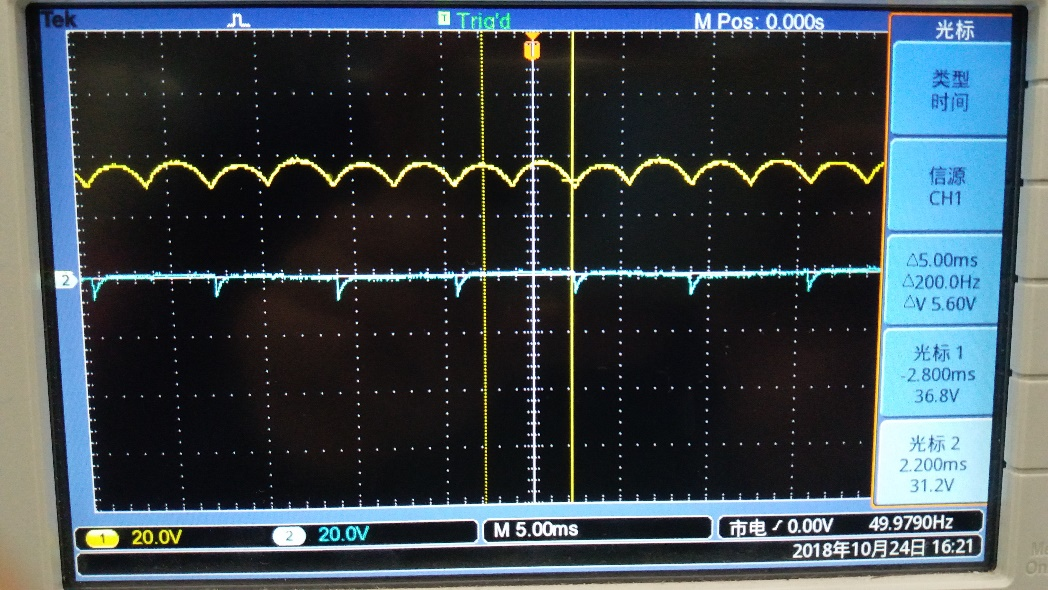 Tek
T Trig'd
M Pos: 0.000s
光标
类型
时间
信源
CH1
△5.00ms
△200.0Hz
△V 5.60V
光标 1
-2.800ms
36.8V
光标 2
2.200ms
31.2V
2
1 20.0V
2 20.0V
M 5.00ms
市电 0.00V 49.9790Hz
2018年10月24日 16:21